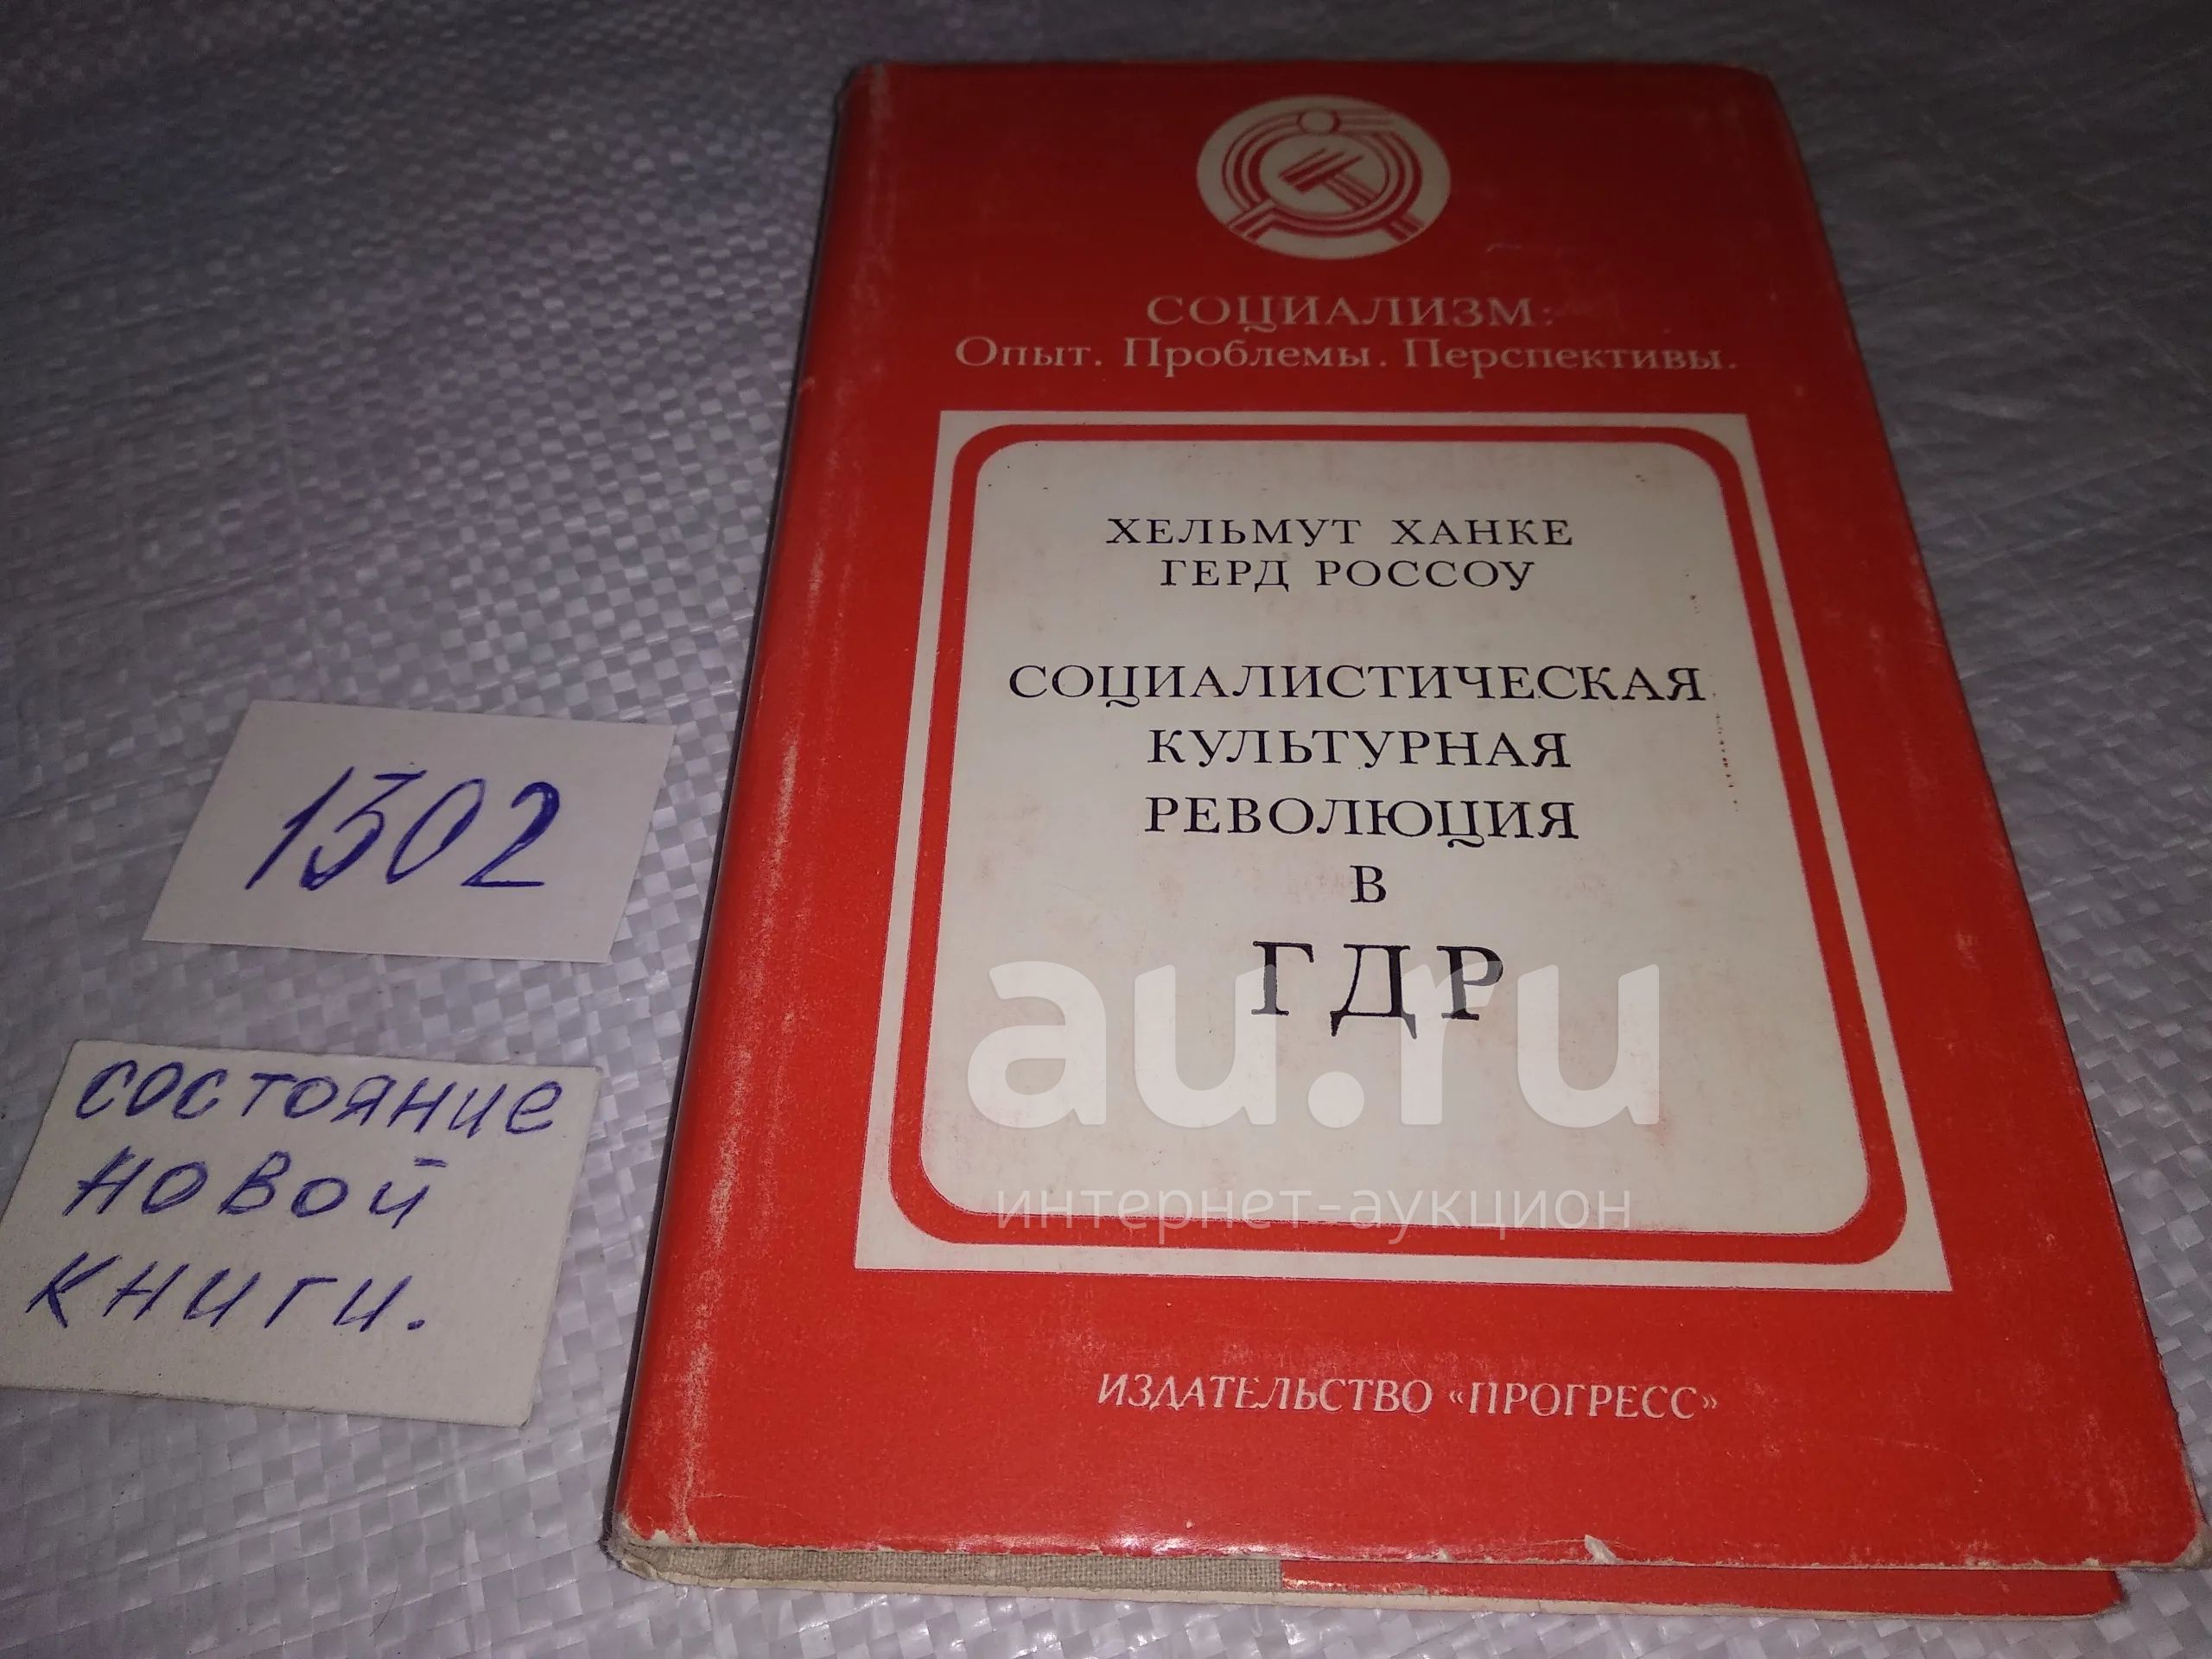 СОЦИАЛИЗМ:
Опыт. Проблемы. Перспективы.
ХЕЛЬМУТ ХАНКЕ
ГЕРД РОССОУ
СОЦИАЛИСТИЧЕСКАЯ
КУЛЬТУРНАЯ
РЕВОЛЮЦИЯ
В
ГДР
ИЗДАТЕЛЬСТВО «ПРОГРЕСС»
1302
состояние
новой
книги.
au.ru
интернет-аукцион